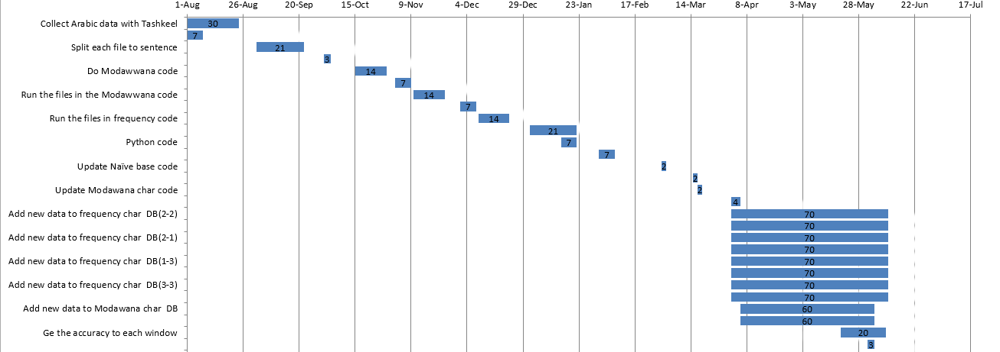 1-Aug 26-Aug 20-Sep 15-Oct 9-Nov 4-Dec 29-Dec 23-Jan 17-Feb 14-Mar 8-Apr 3-May 28-May 22-Jun 17-Jul
Collect Arabic data with Tashkeel 30
7
Split each file to sentence 21
3
Do Modawwana code 14
7
Run the files in the Modawwana code 14
7
Run the files in frequency code 14
21
Python code 7
7
Update Naïve base code 2
2
Update Modawana char code 2
4
Add new data to frequency char DB(2-2) 70
70
Add new data to frequency char DB(2-1) 70
70
Add new data to frequency char DB(1-3) 70
70
Add new data to frequency char DB(3-3) 70
70
Add new data to Modawana char DB 60
60
Ge the accuracy to each window 20
3